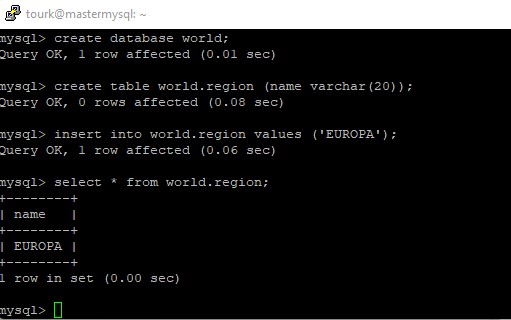 tourk@mastermysql: ~
mysql> create database world;
Query OK, 1 row affected (0.01 sec)
mysql> create table world.region (name varchar(20));
Query OK, 0 rows affected (0.08 sec)
mysql> insert into world.region values ('EUROPA');
Query OK, 1 row affected (0.06 sec)
mysql> select * from world.region;
+--------+
| name   |
+--------+
| EUROPA |
+--------+
1 row in set (0.00 sec)
mysql>